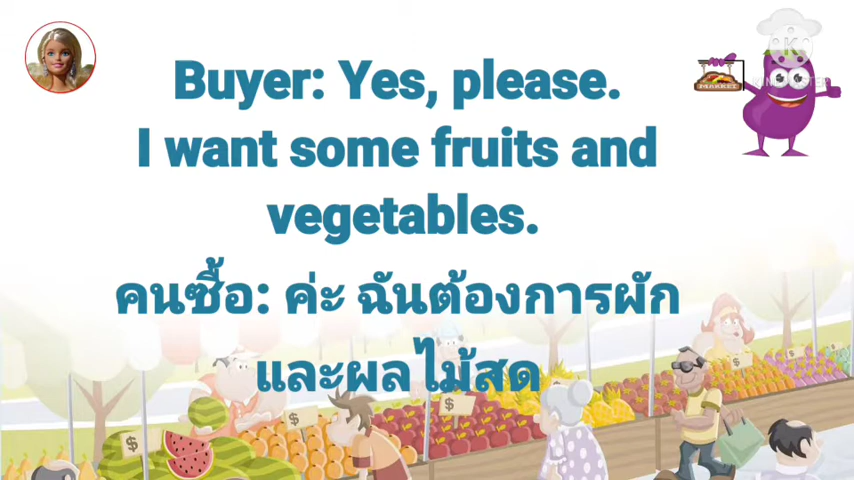 Buyer: Yes, please.
I want some fruits and
vegetables.
คนซื้อ: ค่ะ ฉันต้องการผัก
และผลไม้สด
MARKET
K
$
$
$
$
$